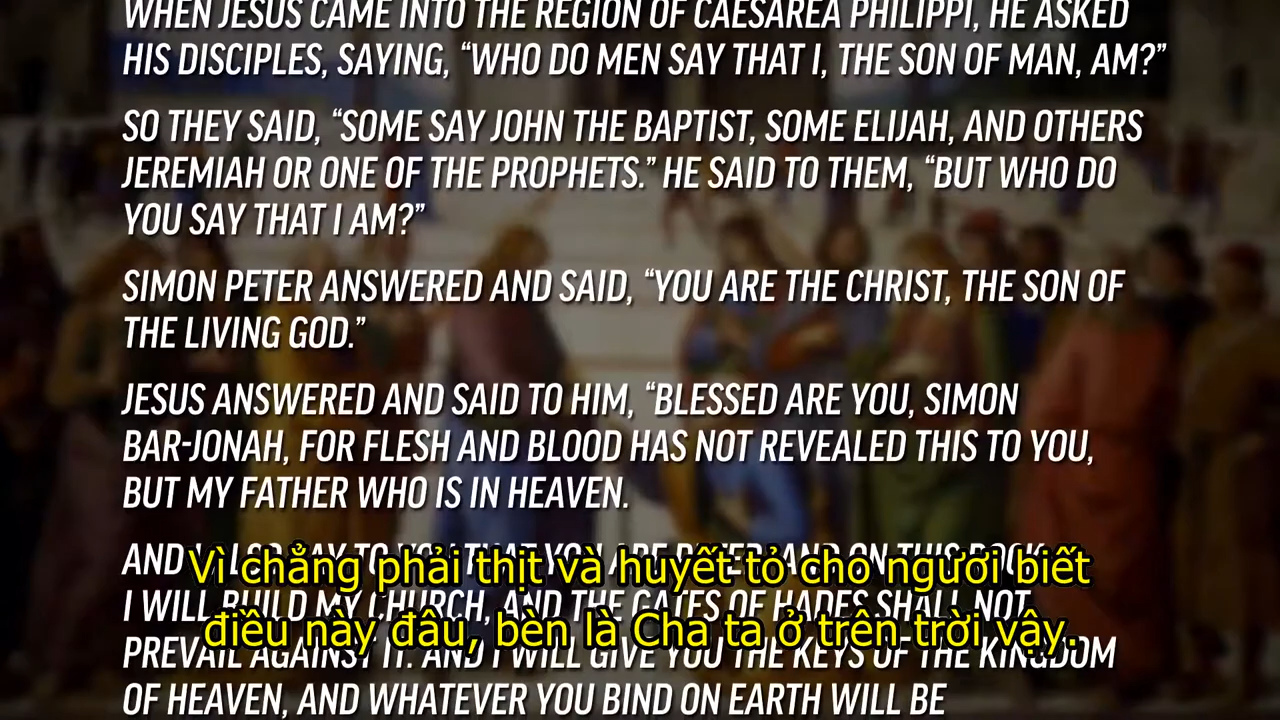 WHEN JESUS CAME INTO THE REGION OF CAESAREA PHILIPPI, HE ASKED
HIS DISCIPLES, SAYING, “WHO DO MEN SAY THAT I, THE SON OF MAN, AM?”
SO THEY SAID, “SOME SAY JOHN THE BAPTIST, SOME ELIJAH, AND OTHERS
JEREMIAH OR ONE OF THE PROPHETS.” HE SAID TO THEM, “BUT WHO DO
YOU SAY THAT I AM?”
SIMON PETER ANSWERED AND SAID, “YOU ARE THE CHRIST, THE SON OF
THE LIVING GOD.”
JESUS ANSWERED AND SAID TO HIM, “BLESSED ARE YOU, SIMON
BAR-JONAH, FOR FLESH AND BLOOD HAS NOT REVEALED THIS TO YOU,
BUT MY FATHER WHO IS IN HEAVEN.
AND I ALSO SAY TO YOU THAT YOU ARE PETER, AND ON THIS ROCK
Vì chẳng phải thịt và huyết tỏ cho ngươi biết
I WILL BUILD MY CHURCH, AND THE GATES OF HADES SHALL NOT
điều này đâu, bèn là Cha ta ở trên trời vậy.
PREVAIL AGAINST IT. AND I WILL GIVE YOU THE KEYS OF THE KINGDOM
OF HEAVEN, AND WHATEVER YOU BIND ON EARTH WILL BE